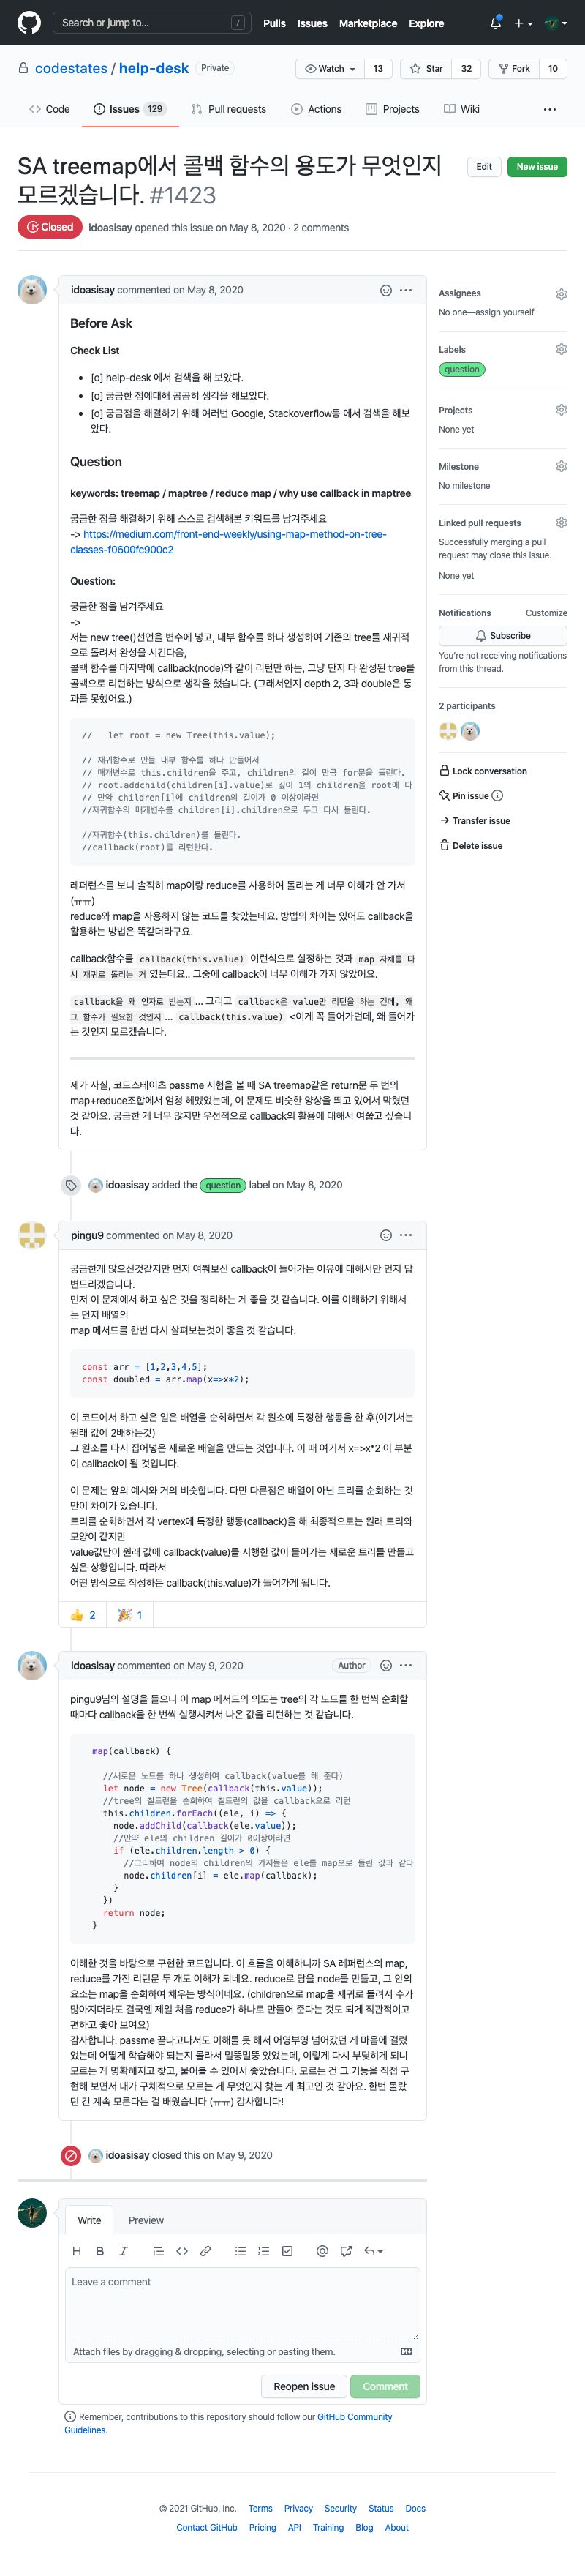 Search or jump to... /
Pulls Issues Marketplace Explore
codestates / help-desk Private
Watch 13 Star 32 Fork 10
Code Issues 129 Pull requests Actions Projects Wiki ...
SA treemap에서 콜백 함수의 용도가 무엇인지
모르겠습니다. #1423
Edit New issue
Closed idoasisay opened this issue on May 8, 2020 · 2 comments
idoasisay commented on May 8, 2020
Before Ask
Check List
• [o] help-desk 에서 검색을 해 보았다.
• [o] 궁금한 점에대해 곰곰히 생각을 해보았다.
• [o] 궁금점을 해결하기 위해 여러번 Google, Stackoverflow등 에서 검색을 해보
았다.
Question
keywords: treemap / maptree / reduce map / why use callback in maptree
궁금한 점을 해결하기 위해 스스로 검색해본 키워드를 남겨주세요
-> https://medium.com/front-end-weekly/using-map-method-on-tree-
classes-f0600fc900c2
Question:
궁금한 점을 남겨주세요
->
저는 new tree()선언을 변수에 넣고, 내부 함수를 하나 생성하여 기존의 tree를 재귀적
으로 돌려서 완성을 시킨다음,
콜백 함수를 마지막에 callback(node)와 같이 리턴만 하는, 그냥 단지 다 완성된 tree를
콜백으로 리턴하는 방식으로 생각을 했습니다. (그래서인지 depth 2, 3과 double은 통
과를 못했어요.)
//   let root = new Tree(this.value);
// 재귀함수로 만들 내부 함수를 하나 만들어서
// 매개변수로 this.children을 주고, children의 길이 만큼 for문을 돌린다.
// root.addchild(children[i].value)로 깊이 1의 children을 root에 다
// 만약 children[i]에 children의 길이가 0 이상이라면
//재귀함수의 매개변수를 children[i].children으로 두고 다시 돌린다.
//재귀함수(this.children)를 돌린다.
//callback(root)를 리턴한다.
레퍼런스를 보니 솔직히 map이랑 reduce를 사용하여 돌리는 게 너무 이해가 안 가서
(ㅠㅠ)
reduce와 map을 사용하지 않는 코드를 찾았는데요. 방법의 차이는 있어도 callback을
활용하는 방법은 똑같더라구요.
callback함수를 callback(this.value) 이런식으로 설정하는 것과 map 자체를 다
시 재귀로 돌리는 거 였는데요.. 그중에 callback이 너무 이해가 가지 않았어요.
callback을 왜 인자로 받는지 ... 그리고 callback은 value만 리턴을 하는 건데, 왜
그 함수가 필요한 것인지 ... callback(this.value) <이게 꼭 들어가던데, 왜 들어가
는 것인지 모르겠습니다.
제가 사실, 코드스테이츠 passme 시험을 볼 때 SA treemap같은 return문 두 번의
map+reduce조합에서 엄청 헤멨었는데, 이 문제도 비슷한 양상을 띄고 있어서 막혔던
것 같아요. 궁금한 게 너무 많지만 우선적으로 callback의 활용에 대해서 여쭙고 싶습니
다.
idoasisay added the question label on May 8, 2020
pingu9 commented on May 8, 2020
궁금한게 많으신것같지만 먼저 여쭤보신 callback이 들어가는 이유에 대해서만 먼저 답
변드리겠습니다.
먼저 이 문제에서 하고 싶은 것을 정리하는 게 좋을 것 같습니다. 이를 이해하기 위해서
는 먼저 배열의
map 메서드를 한번 다시 살펴보는것이 좋을 것 같습니다.
const arr = [1,2,3,4,5];
const doubled = arr.map(x=>x*2);
이 코드에서 하고 싶은 일은 배열을 순회하면서 각 원소에 특정한 행동을 한 후(여기서는
원래 값에 2배하는것)
그 원소를 다시 집어넣은 새로운 배열을 만드는 것입니다. 이 때 여기서 x=>x*2 이 부분
이 callback이 될 것입니다.
이 문제는 앞의 예시와 거의 비슷합니다. 다만 다른점은 배열이 아닌 트리를 순회하는 것
만이 차이가 있습니다.
트리를 순회하면서 각 vertex에 특정한 행동(callback)을 해 최종적으로는 원래 트리와
모양이 같지만
value값만이 원래 값에 callback(value)를 시행한 값이 들어가는 새로운 트리를 만들고
싶은 상황입니다. 따라서
어떤 방식으로 작성하든 callback(this.value)가 들어가게 됩니다.
👍 2 🎉 1
idoasisay commented on May 9, 2020 Author
pingu9님의 설명을 들으니 이 map 메서드의 의도는 tree의 각 노드를 한 번씩 순회할
때마다 callback을 한 번씩 실행시켜서 나온 값을 리턴하는 것 같습니다.
map(callback) {
//새로운 노드를 하나 생성하여 callback(value를 해 준다)
let node = new Tree(callback(this.value));
//tree의 칠드런을 순회하여 칠드런의 값을 callback으로 리턴
this.children.forEach((ele, i) => {
node.addChild(callback(ele.value));
//만약 ele의 children 길이가 0이상이라면
if (ele.children.length > 0) {
//그리하여 node의 children의 가지들은 ele를 map으로 돌린 값과 같다
node.children[i] = ele.map(callback);
}
})
return node;
}
이해한 것을 바탕으로 구현한 코드입니다. 이 흐름을 이해하니까 SA 레퍼런스의 map,
reduce를 가진 리턴문 두 개도 이해가 되네요. reduce로 담을 node를 만들고, 그 안의
요소는 map을 순회하여 채우는 방식이네요. (children으로 map을 재귀로 돌려서 수가
많아지더라도 결국엔 제일 처음 reduce가 하나로 만들어 준다는 것도 되게 직관적이고
편하고 좋아 보여요)
감사합니다. passme 끝나고나서도 이해를 못 해서 어영부영 넘어갔던 게 마음에 걸렸
었는데 어떻게 학습해야 되는지 몰라서 멀뚱멀뚱 있었는데, 이렇게 다시 부딪히게 되니
모르는 게 명확해지고 찾고, 물어볼 수 있어서 좋았습니다. 모르는 건 그 기능을 직접 구
현해 보면서 내가 구체적으로 모르는 게 무엇인지 찾는 게 최고인 것 같아요. 한번 몰랐
던 건 계속 모른다는 걸 배웠습니다 (ㅠㅠ) 감사합니다!
idoasisay closed this on May 9, 2020
Write Preview
Leave a comment
Attach files by dragging & dropping, selecting or pasting them.
Reopen issue Comment
Remember, contributions to this repository should follow our GitHub Community
Guidelines.
Assignees
No one—assign yourself
Labels
question
Projects
None yet
Milestone
No milestone
Linked pull requests
Successfully merging a pull
request may close this issue.
None yet
Notifications Customize
Subscribe
You're not receiving notifications
from this thread.
2 participants
Lock conversation
Pin issue
Transfer issue
Delete issue
© 2021 GitHub, Inc. Terms Privacy Security Status Docs
Contact GitHub Pricing API Training Blog About